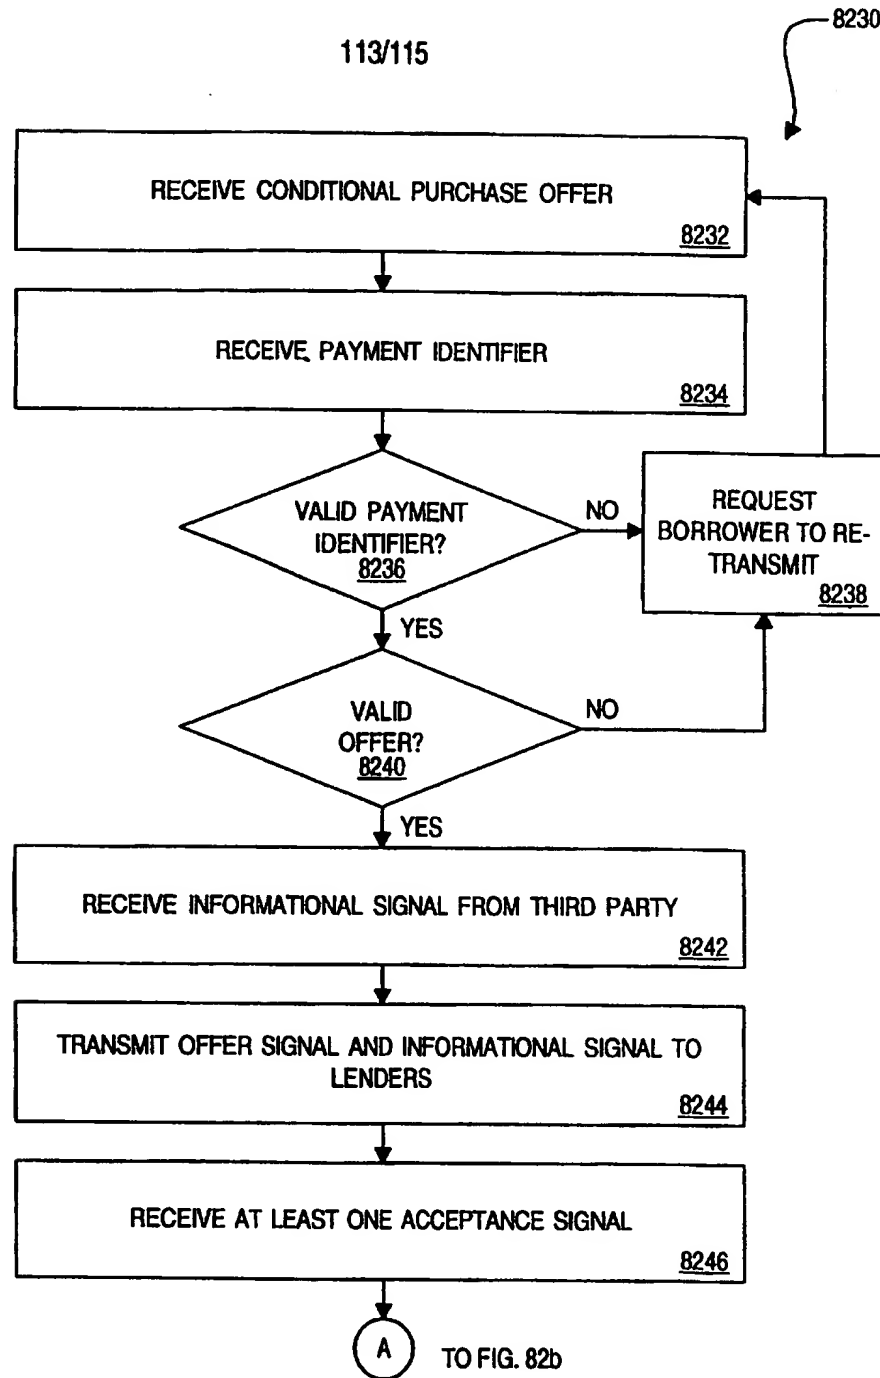 8230
113/115
RECEIVE CONDITIONAL PURCHASE OFFER
8232
RECEIVE PAYMENT IDENTIFIER
8234
VALID PAYMENT
IDENTIFIER?
8236
NO
REQUEST
BORROWER TO RE-
TRANSMIT
8238
YES
VALID
OFFER?
8240
NO
YES
RECEIVE INFORMATIONAL SIGNAL FROM THIRD PARTY
8242
TRANSMIT OFFER SIGNAL AND INFORMATIONAL SIGNAL TO
LENDERS
8244
RECEIVE AT LEAST ONE ACCEPTANCE SIGNAL
8246
A
TO FIG. 82b